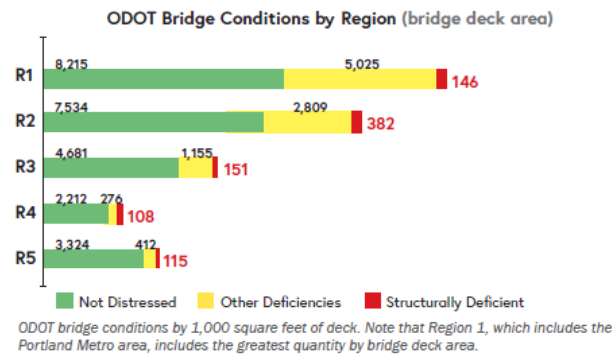 ODOT Bridge Conditions by Region (bridge deck area)
R1 8,215 5,025 146
R2 7,534 2,809 382
R3 4,681 1,155 151
R4 2,212 276 108
R5 3,324 412 115
Not Distressed Other Deficiencies Structurally Deficient
ODOT bridge conditions by 1,000 square feet of deck. Note that Region 1, which includes the
Portland Metro area, includes the greatest quantity by bridge deck area.